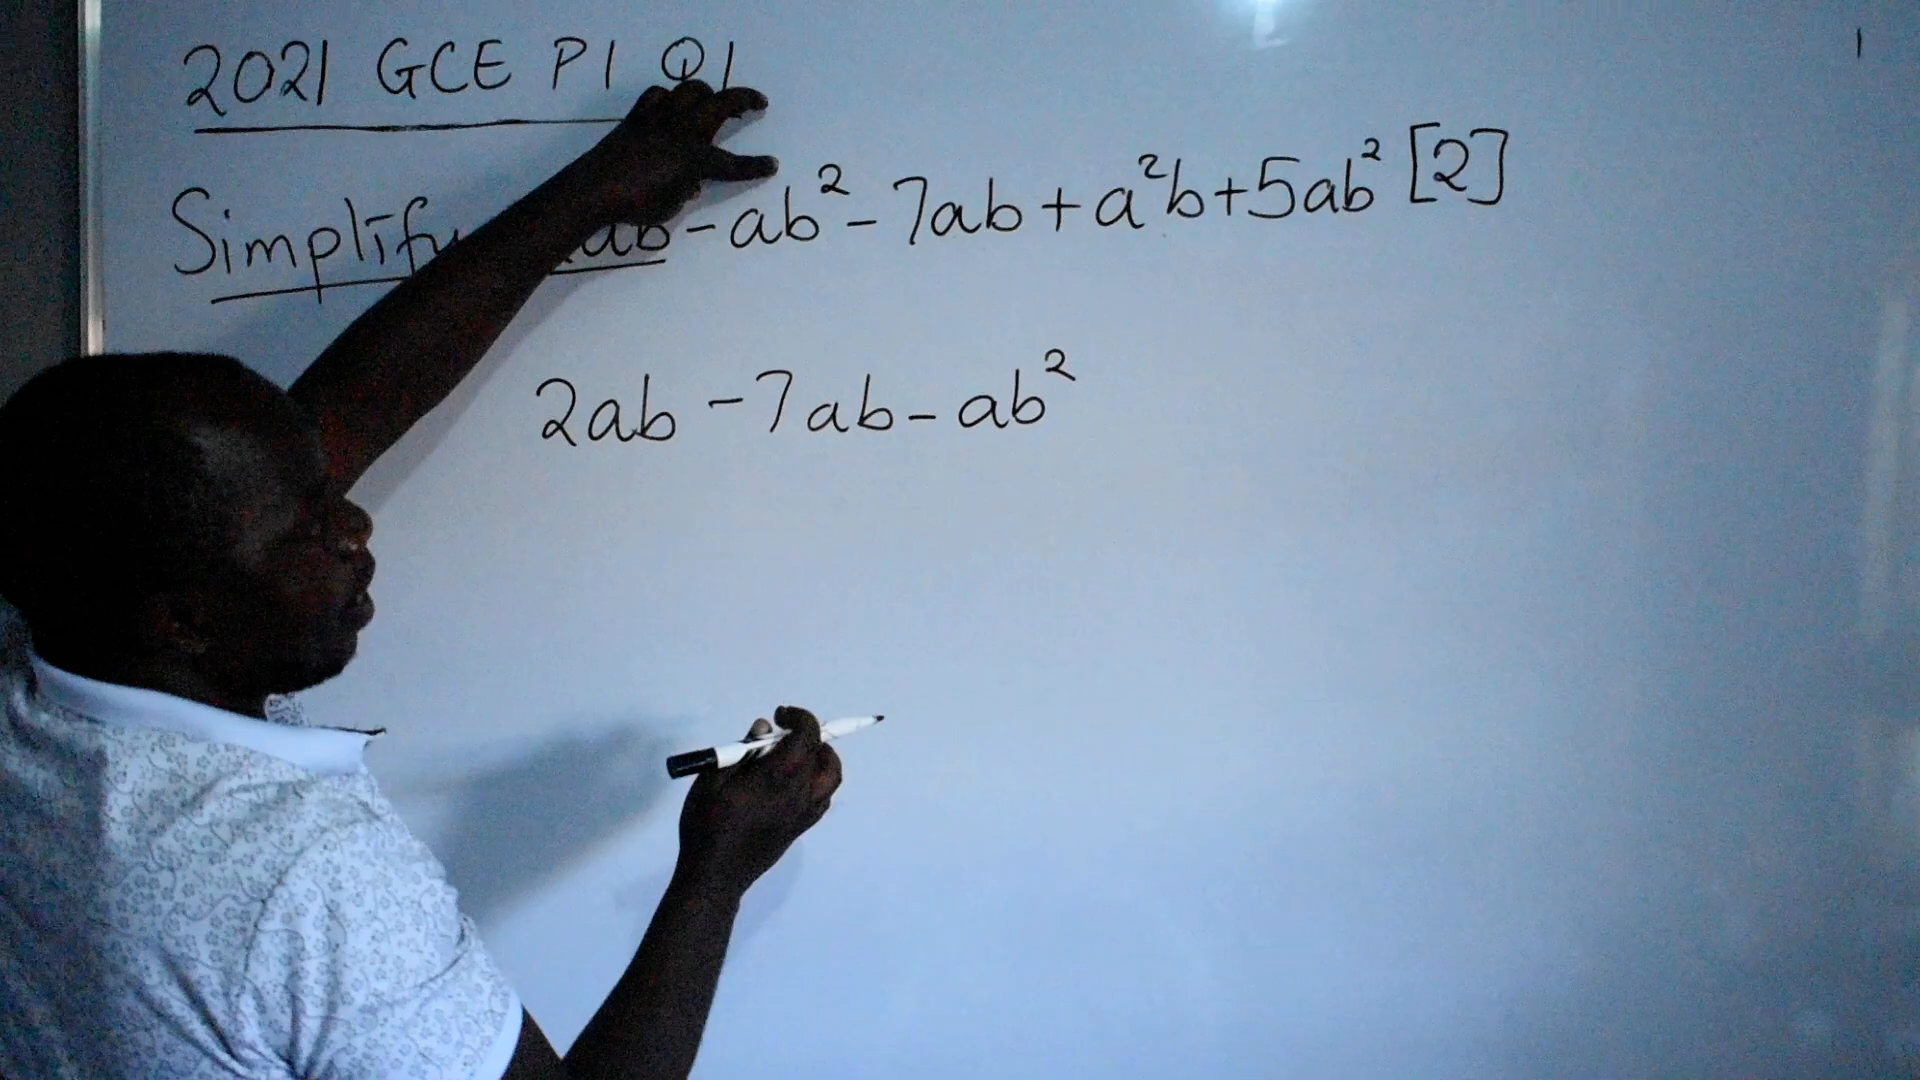 2021 GCE P1 Q1
Simplify 2ab - ab² - 7ab + a²b + 5ab² [2]
2ab - 7ab - ab²